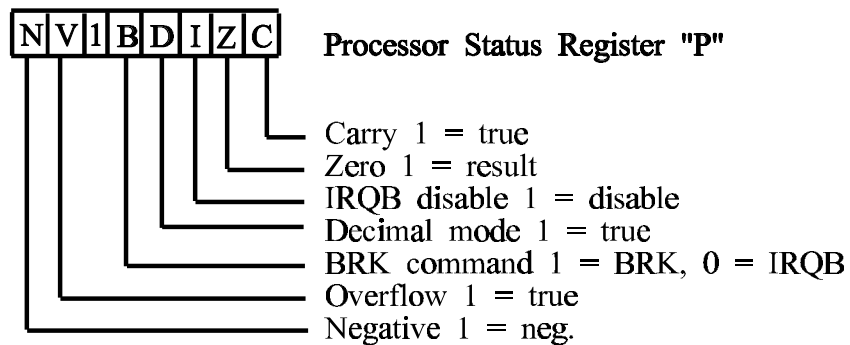 NV1BDIZC Processor Status Register "P"
Carry 1 = true
Zero 1 = result
IRQB disable 1 = disable
Decimal mode 1 = true
BRK command 1 = BRK, 0 = IRQB
Overflow 1 = true
Negative 1 = neg.